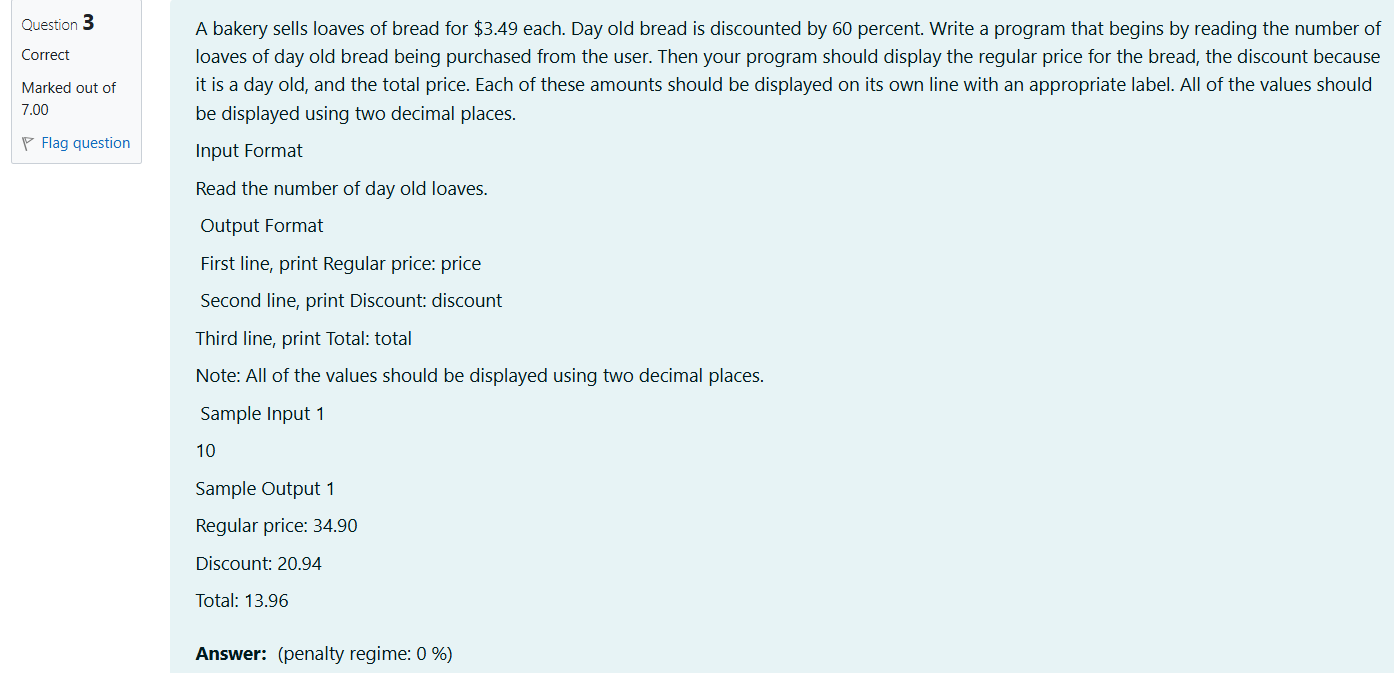 Question 3
Correct
Marked out of
7.00
Flag question
A bakery sells loaves of bread for $3.49 each. Day old bread is discounted by 60 percent. Write a program that begins by reading the number of
loaves of day old bread being purchased from the user. Then your program should display the regular price for the bread, the discount because
it is a day old, and the total price. Each of these amounts should be displayed on its own line with an appropriate label. All of the values should
be displayed using two decimal places.
Input Format
Read the number of day old loaves.
Output Format
First line, print Regular price: price
Second line, print Discount: discount
Third line, print Total: total
Note: All of the values should be displayed using two decimal places.
Sample Input 1
10
Sample Output 1
Regular price: 34.90
Discount: 20.94
Total: 13.96
Answer: (penalty regime: 0 %)